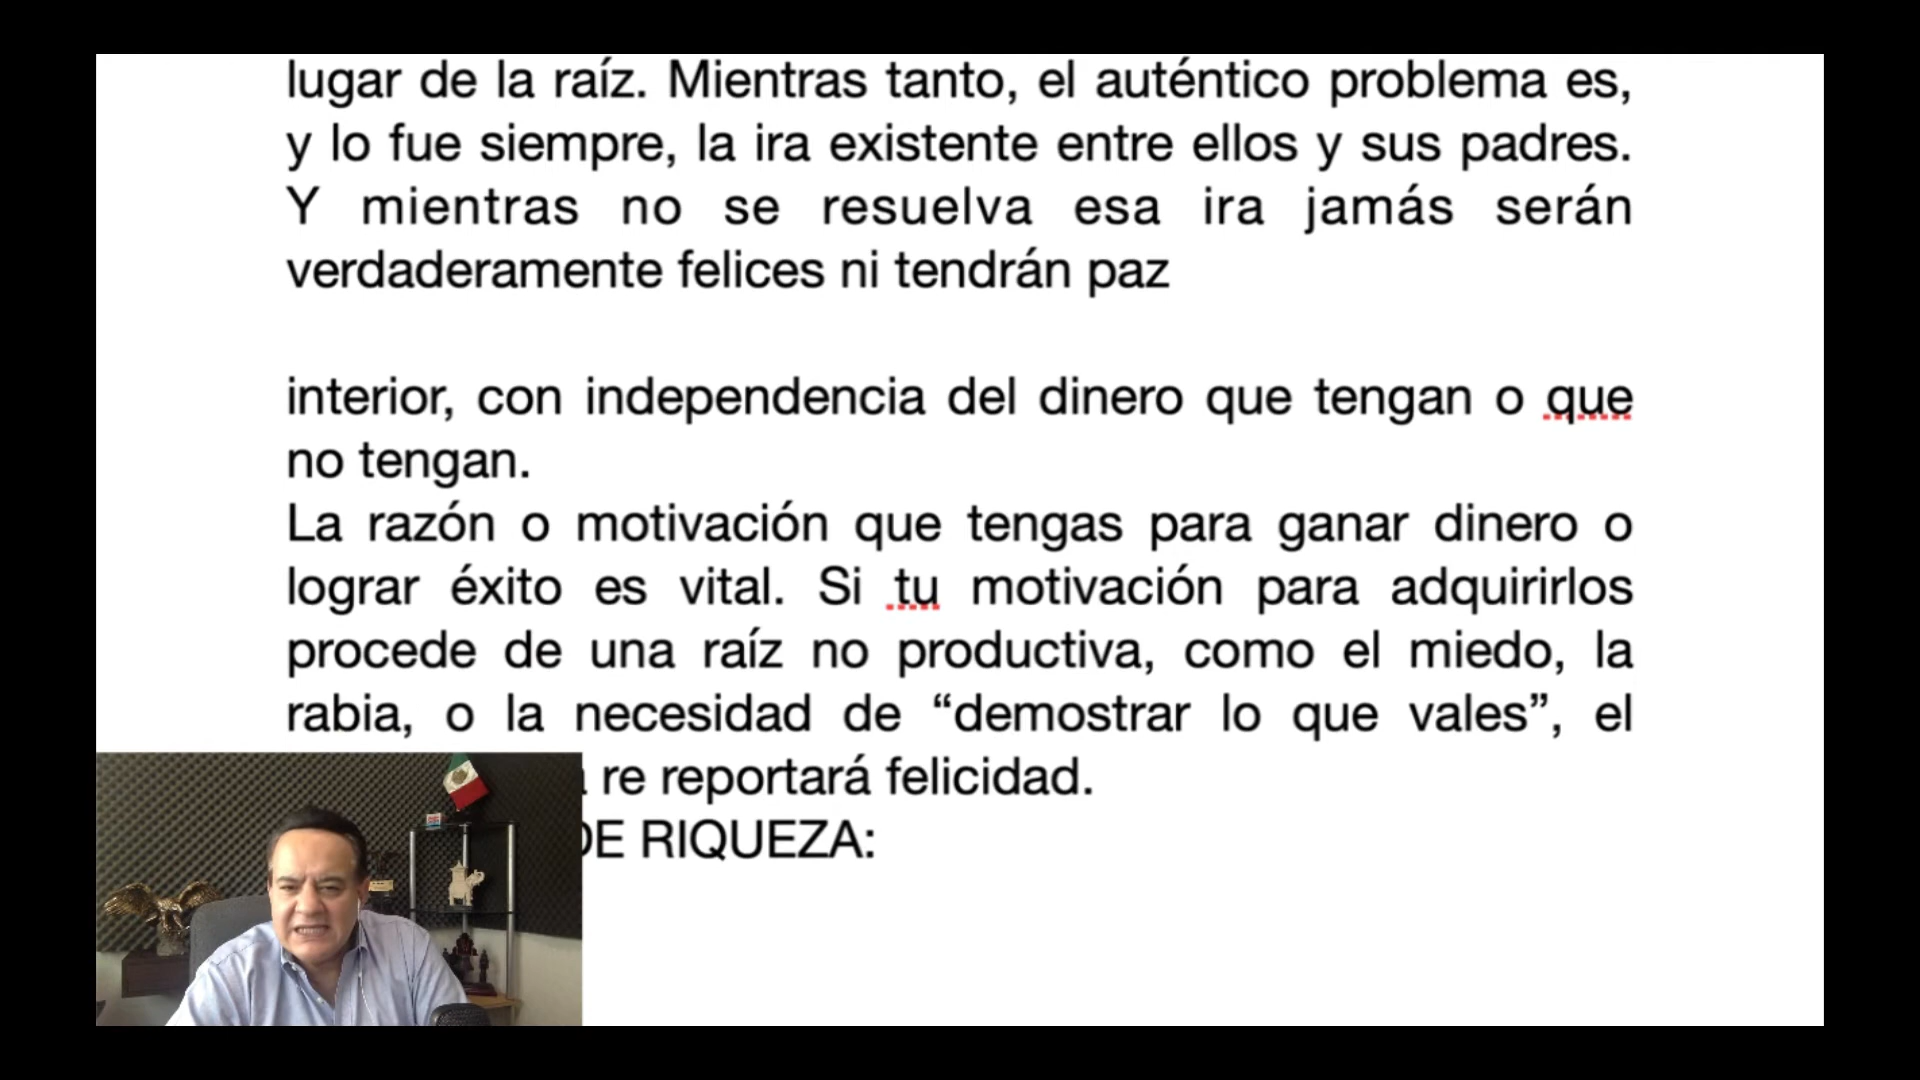 lugar de la raíz. Mientras tanto, el auténtico problema es,
y lo fue siempre, la ira existente entre ellos y sus padres.
Y mientras no se resuelva esa ira jamás serán
verdaderamente felices ni tendrán paz
interior, con independencia del dinero que tengan o que
no tengan.
La razón o motivación que tengas para ganar dinero o
lograr éxito es vital. Si tu motivación para adquirirlos
procede de una raíz no productiva, como el miedo, la
rabia, o la necesidad de “demostrar lo que vales”, el
re reportará felicidad.
DE RIQUEZA: